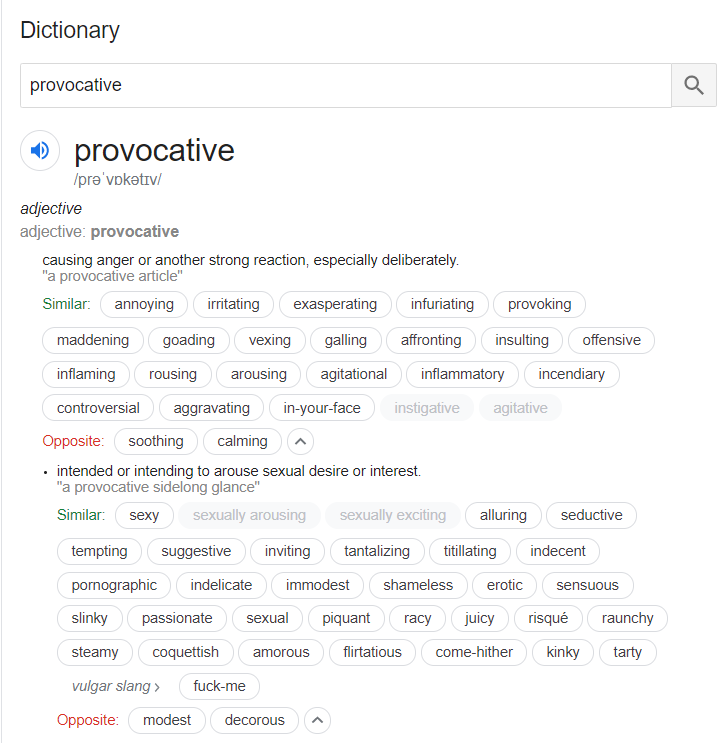 Dictionary
provocative
provocative
/prəˈvɒkətɪv/
adjective
adjective: provocative
causing anger or another strong reaction, especially deliberately.
"a provocative article"
Similar: annoying irritating exasperating infuriating provoking
maddening goading vexing galling affronting insulting offensive
inflaming rousing arousing agitational inflammatory incendiary
controversial aggravating in-your-face instigative agitative
Opposite: soothing calming
• intended or intending to arouse sexual desire or interest.
"a provocative sidelong glance"
Similar: sexy sexually arousing sexually exciting alluring seductive
tempting suggestive inviting tantalizing titillating indecent
pornographic indelicate immodest shameless erotic sensuous
slinky passionate sexual piquant racy juicy risqué raunchy
steamy coquettish amorous flirtatious come-hither kinky tarty
vulgar slang › fuck-me
Opposite: modest decorous